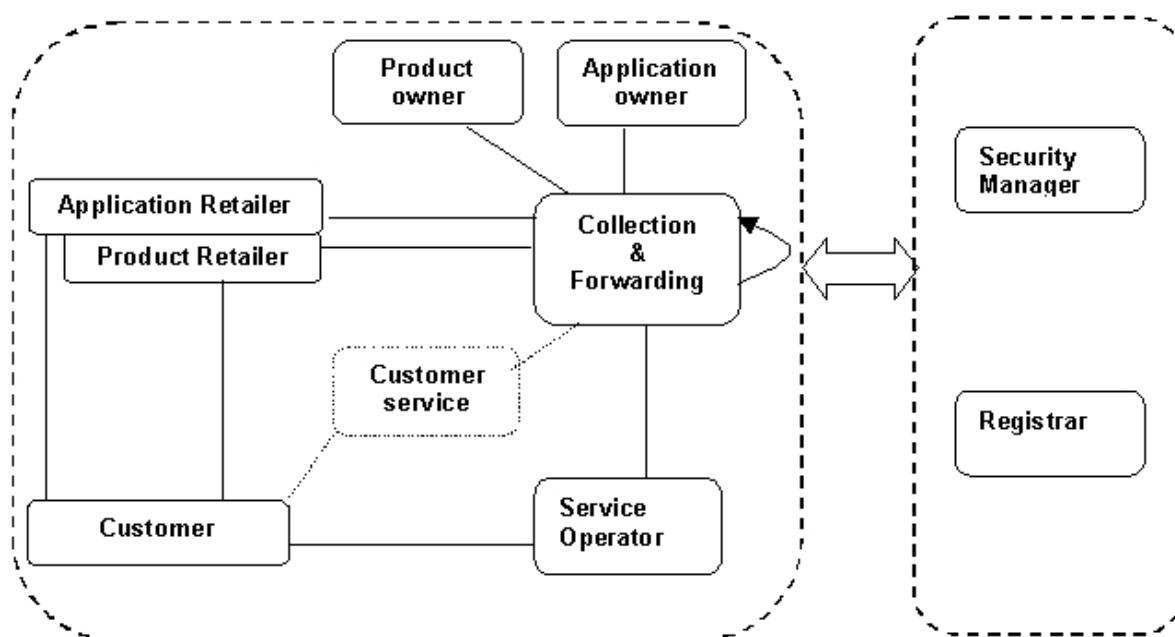 Product
owner
Application
owner
Security
Manager
Application Retailer
Product Retailer
Collection
&
Forwarding
Customer
service
Registrar
Customer
Service
Operator